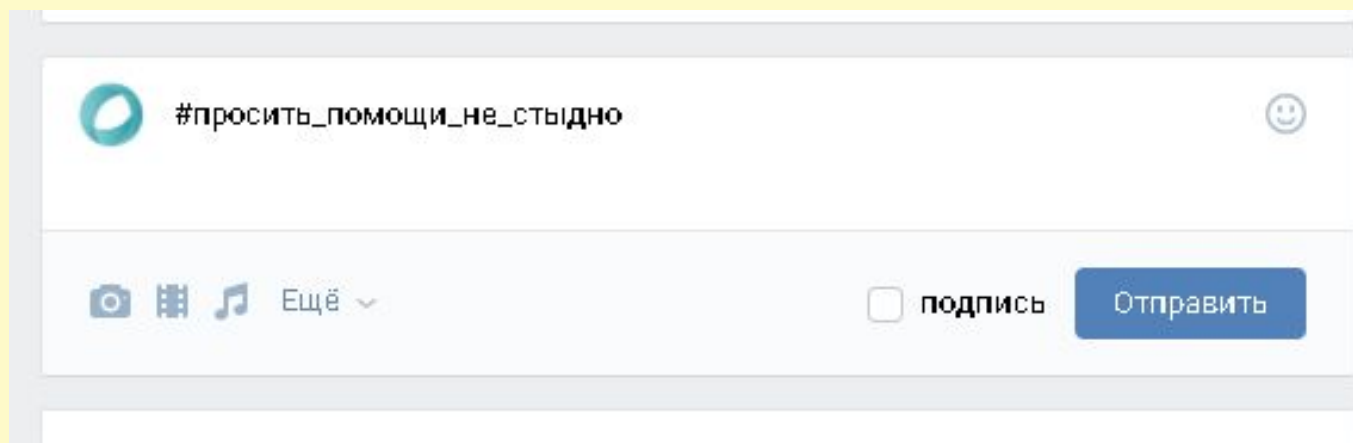 #просить_помощи_не_стыдно
Ещё
подпись
Отправить